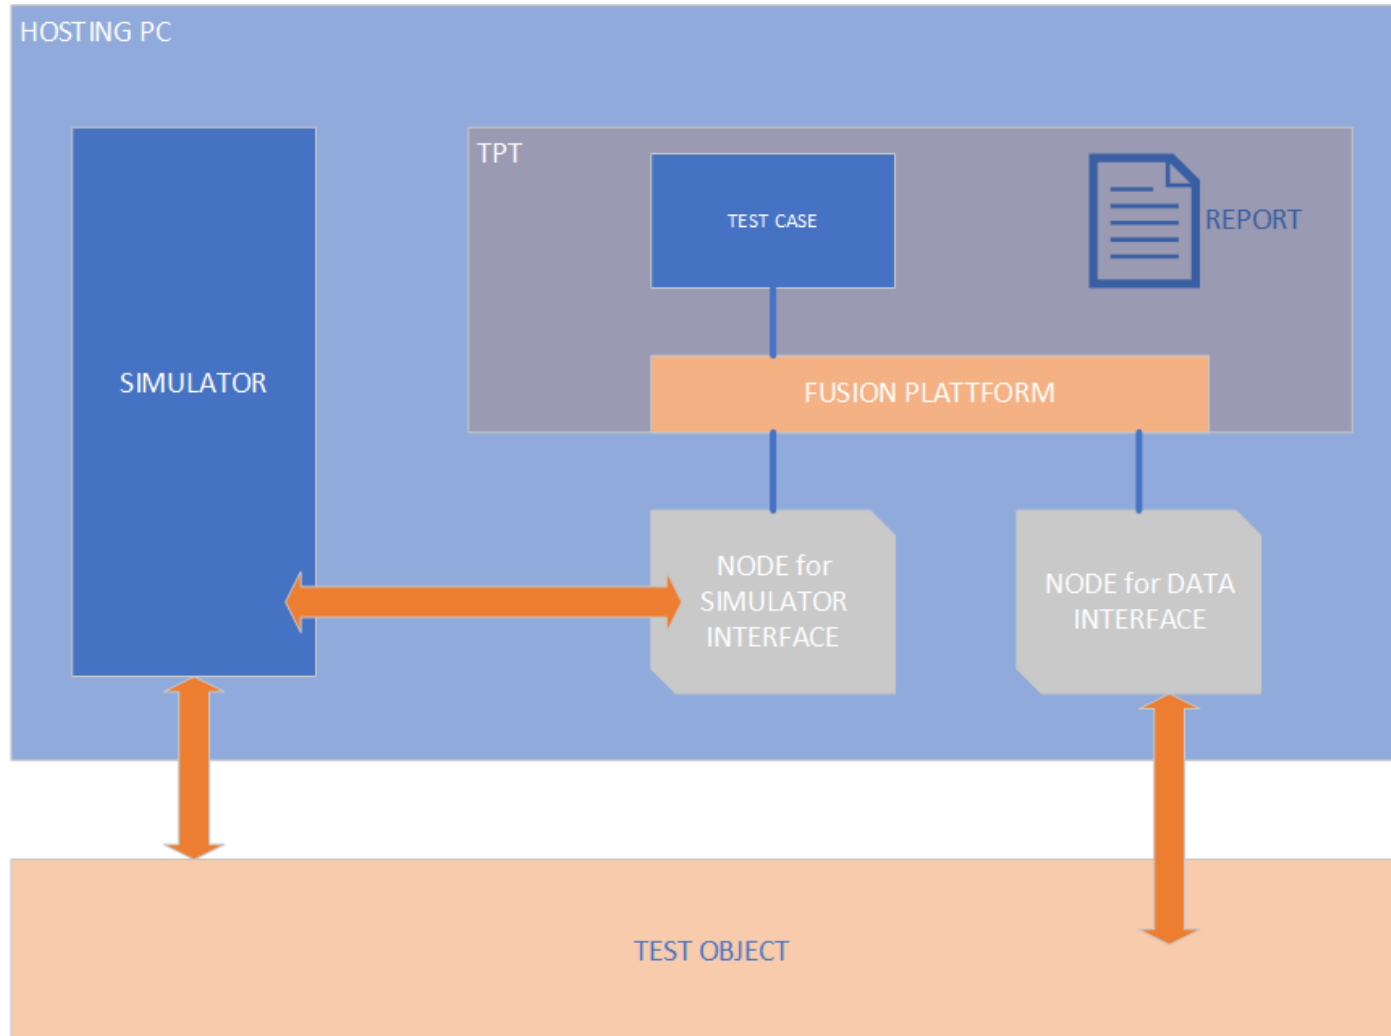 HOSTING PC
TPT
TEST CASE
REPORT
SIMULATOR
FUSION PLATTFORM
NODE for
SIMULATOR
INTERFACE
NODE for DATA
INTERFACE
TEST OBJECT